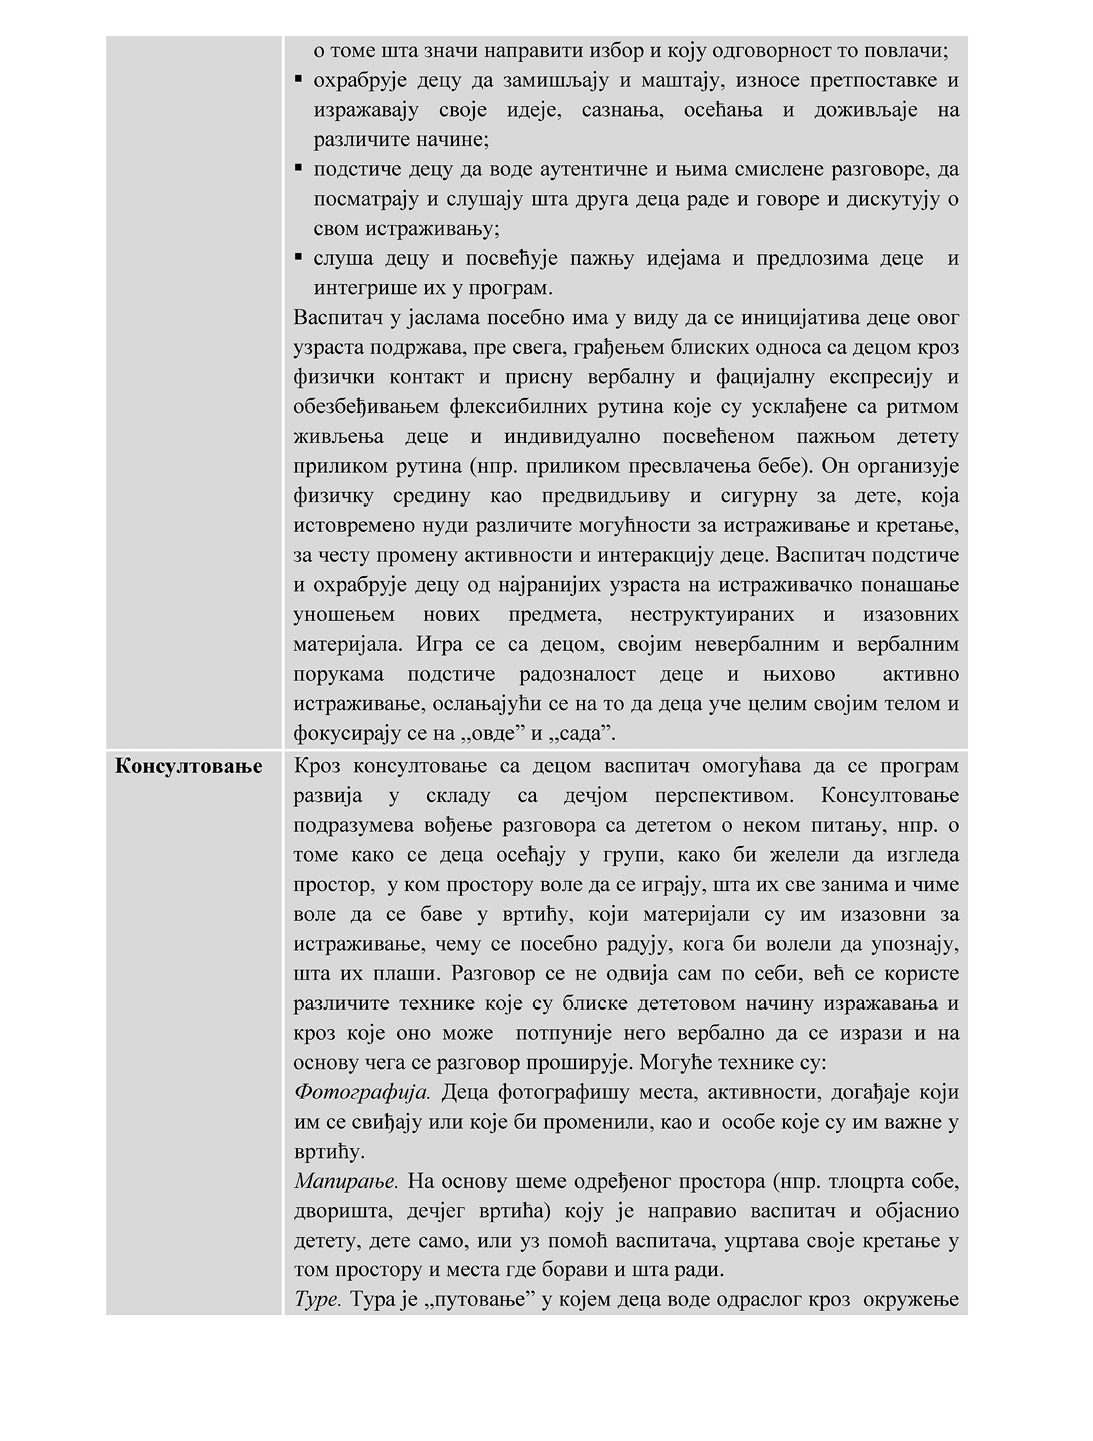 о томе шта значи направити избор и коју одговорност то повлачи;
▪ охрабрује децу да замишљају и маштају, износе претпоставке и
изражавају своје идеје, сазнања, осећања и доживљаје на
различите начине;
▪ подстиче децу да воде аутентичне и њима смислене разговоре, да
посматрају и слушају шта друга деца раде и говоре и дискутују о
свом истраживању;
▪ слуша децу и посвећује пажњу идејама и предлозима деце и
интегрише их у програм.
Васпитач у јаслама посебно има у виду да се иницијатива деце овог
узраста подржава, пре свега, грађењем блиских односа са децом кроз
физички контакт и присну вербалну и фацијалну експресију и
обезбеђивањем флексибилних рутина које су усклађене са ритмом
живљења деце и индивидуално посвећеном пажњом детету
приликом рутина (нпр. приликом пресвлачења бебе). Он организује
физичку средину као предвидљиву и сигурну за дете, која
истовремено нуди различите могућности за истраживање и кретање,
за честу промену активности и интеракцију деце. Васпитач подстиче
и охрабрује децу од најранијих узраста на истраживачко понашање
уношењем нових предмета, неструктуираних и изазовних
материјала. Игра се са децом, својим невербалним и вербалним
порукама подстиче радозналост деце и њихово активно
истраживање, ослањајући се на то да деца уче целим својим телом и
фокусирају се на „овде” и „сада”.
Консултовање
Кроз консултовање са децом васпитач омогућава да се програм
развија у складу са дечјом перспективом. Консултовање
подразумева вођење разговора са дететом о неком питању, нпр. о
томе како се деца осећају у групи, како би желели да изгледа
простор, у ком простору воле да се играју, шта их све занима и чиме
воле да се баве у вртићу, који материјали су им изазовни за
истраживање, чему се посебно радују, кога би волели да упознају,
шта их плаши. Разговор се не одвија сам по себи, већ се користе
различите технике које су блиске дететовом начину изражавања и
кроз које оно може потпуније него вербално да се изрази и на
основу чега се разговор проширује. Могуће технике су:
Фотографија. Деца фотографишу места, активности, догађаје који
им се свиђају или које би променили, као и особе које су им важне у
вртићу.
Мапирање. На основу шеме одређеног простора (нпр. тлоцрта собе,
дворишта, дечјег вртића) коју је направио васпитач и објаснио
детету, дете само, или уз помоћ васпитача, уцртава своје кретање у
том простору и места где борави и шта ради.
Туре. Тура је „путовање” у којем деца воде одраслог кроз окружење